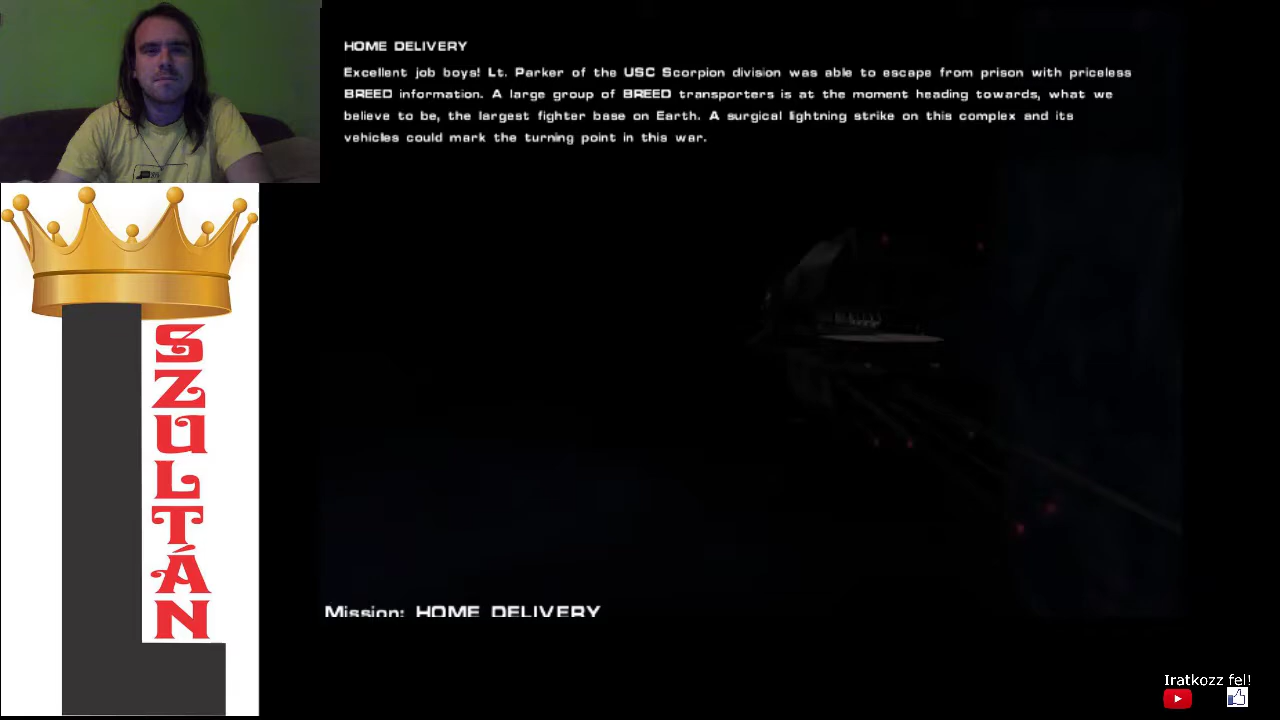 HOME DELIVERY
Excellent job boys! Lt. Parker of the USC Scorpion division was able to escape from prison with priceless
BREED information. A large group of BREED transporters is at the moment heading towards, what we
believe to be, the largest fighter base on Earth. A surgical lightning strike on this complex and its
vehicles could mark the turning point in this war.
L
SZULTÁN
Mission: HOME DELIVERY
Iratkozz fel!